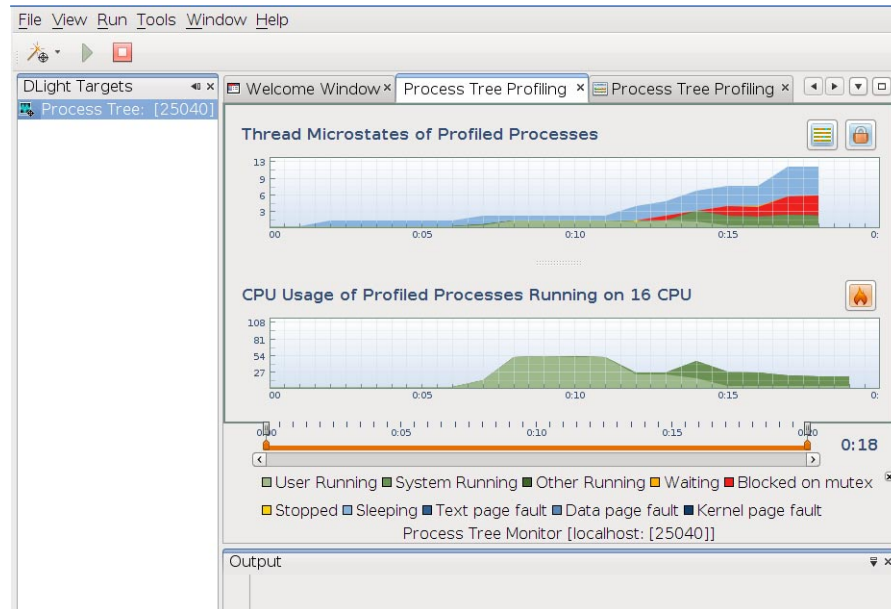 File View Run Tools Window Help
DLight Targets
Process Tree: [25040]
Welcome Window Process Tree Profiling Process Tree Profiling
Thread Microstates of Profiled Processes
13
9
6
3
00 0:05 0:10 0:15 0:
CPU Usage of Profiled Processes Running on 16 CPU
108
81
54
27
00 0:05 0:10 0:15 0:
0:00 0:05 0:10 0:15 0:20
0:18
User Running System Running Other Running Waiting Blocked on mutex
Stopped Sleeping Text page fault Data page fault Kernel page fault
Process Tree Monitor [localhost: [25040]]
Output